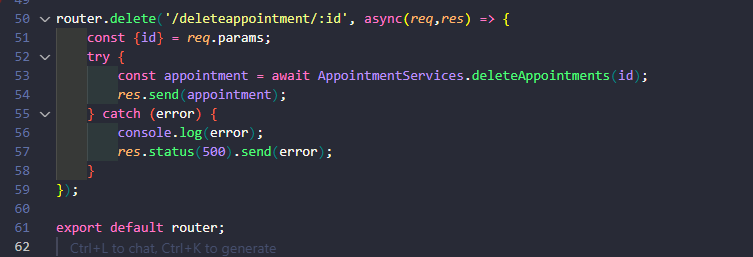 50 router.delete('/deleteappointment/:id', async(req,res) => {
51     const {id} = req.params;
52     try {
53         const appointment = await AppointmentServices.deleteAppointments(id);
54         res.send(appointment);
55     } catch (error) {
56         console.log(error);
57         res.status(500).send(error);
58     }
59 });
60
61 export default router;
62 Ctrl+L to chat, Ctrl+K to generate